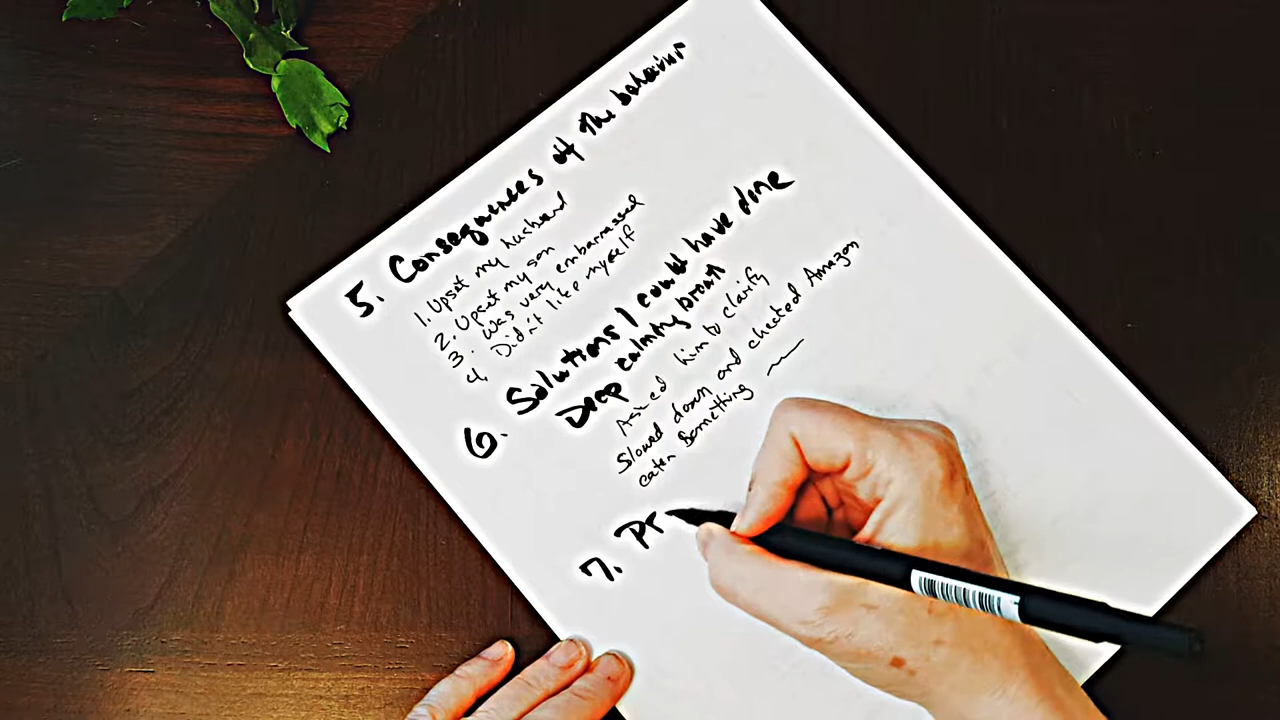 5. Consequences of the behavior
1. Upset my husband
2. Upset my son
3. Was very embarrassed
4. Didn't like myself
6. Solutions I could have done
Deep calming breath
Asked him to clarify
Slowed down and checked Amazon
eaten something
7. Pr